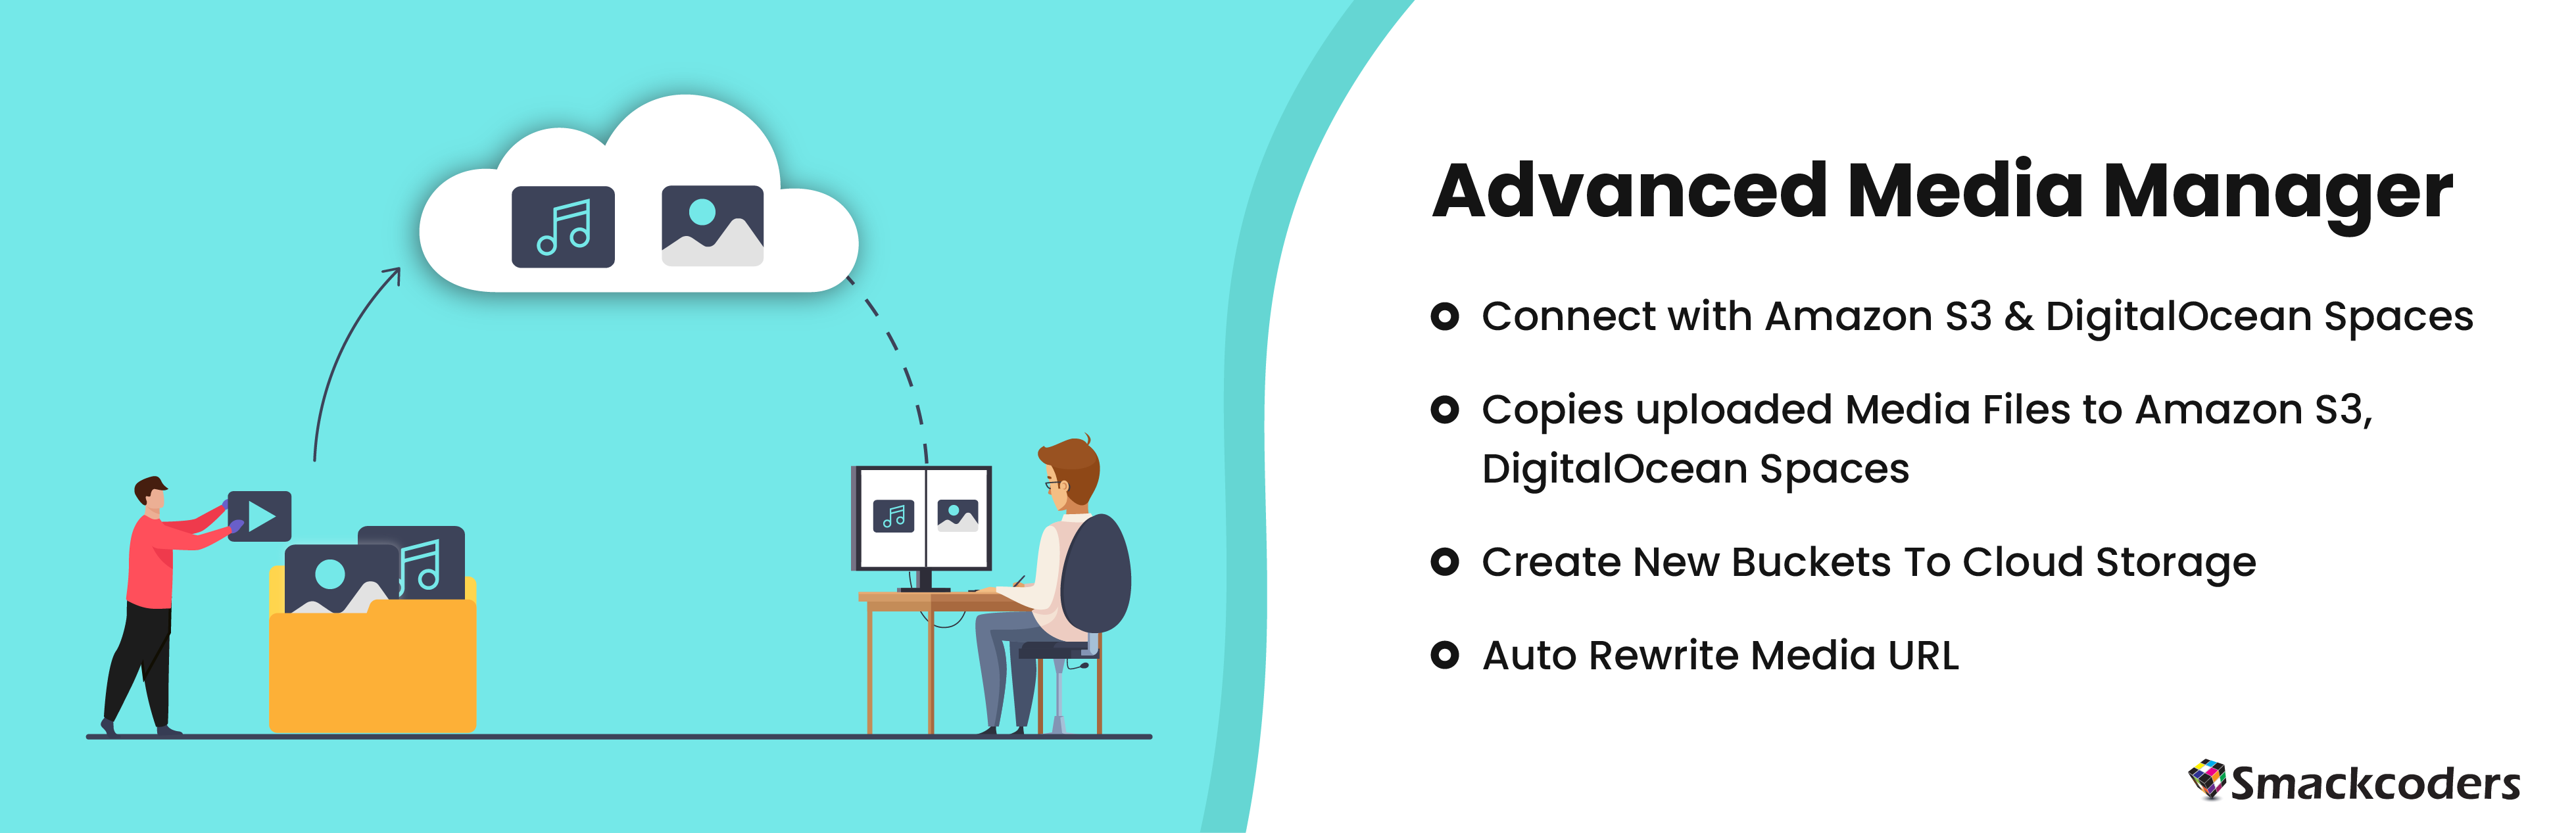 Advanced Media Manager
Connect with Amazon S3 & DigitalOcean Spaces
Copies uploaded Media Files to Amazon S3,
DigitalOcean Spaces
Create New Buckets To Cloud Storage
Auto Rewrite Media URL
Smackcoders